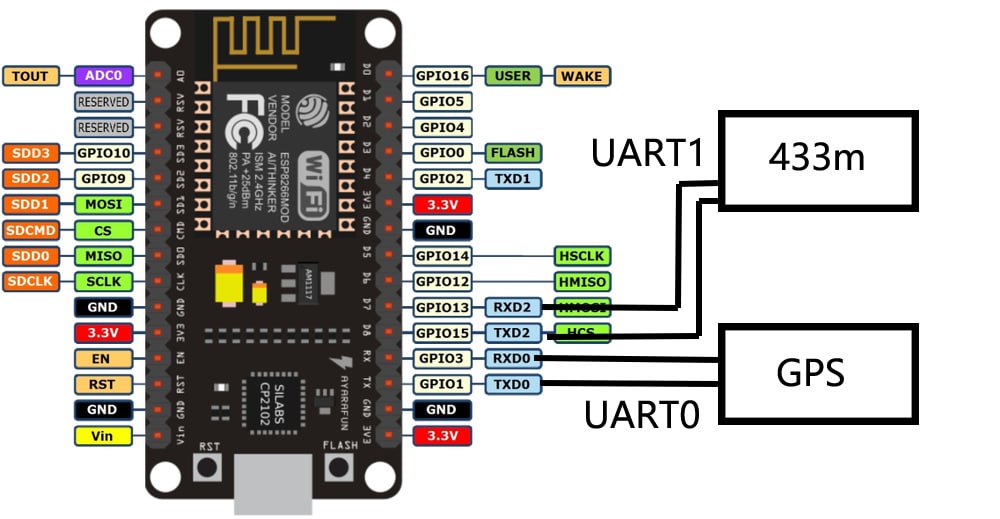 TOUT ADC0
RESERVED
RESERVED
SDD3 GPIO10
SDD2 GPIO9
SDD1 MOSI
SDCMD CS
SDD0 MISO
SDCLK SCLK
GND
3.3V
EN
RST
GND
Vin
A0
RSV
RSV
SD3
SD2
SD1
CMD
SD0
CLK
GND
3V3
EN
RST
GND
Vin
MODEL
VENDOR
ESP8266MOD
AI/THINKER
ISM 2.4GHz
PA +25dBm
802.11b/g/n
FC
WiFi
AM1117
SILABS
CP2102
AYARAFUN
RST
FLASH
D0
D1
D2
D3
D4
3V3
GND
D5
D6
D7
D8
RX
TX
GND
3V3
GPIO16 USER WAKE
GPIO5
GPIO4
GPIO0 FLASH
GPIO2 TXD1
3.3V
GND
GPIO14 HSCLK
GPIO12 HMISO
GPIO13 RXD2 HMOSI
GPIO15 TXD2 HCS
GPIO3 RXD0
GPIO1 TXD0
GND
3.3V
UART1
433m
GPS
UART0